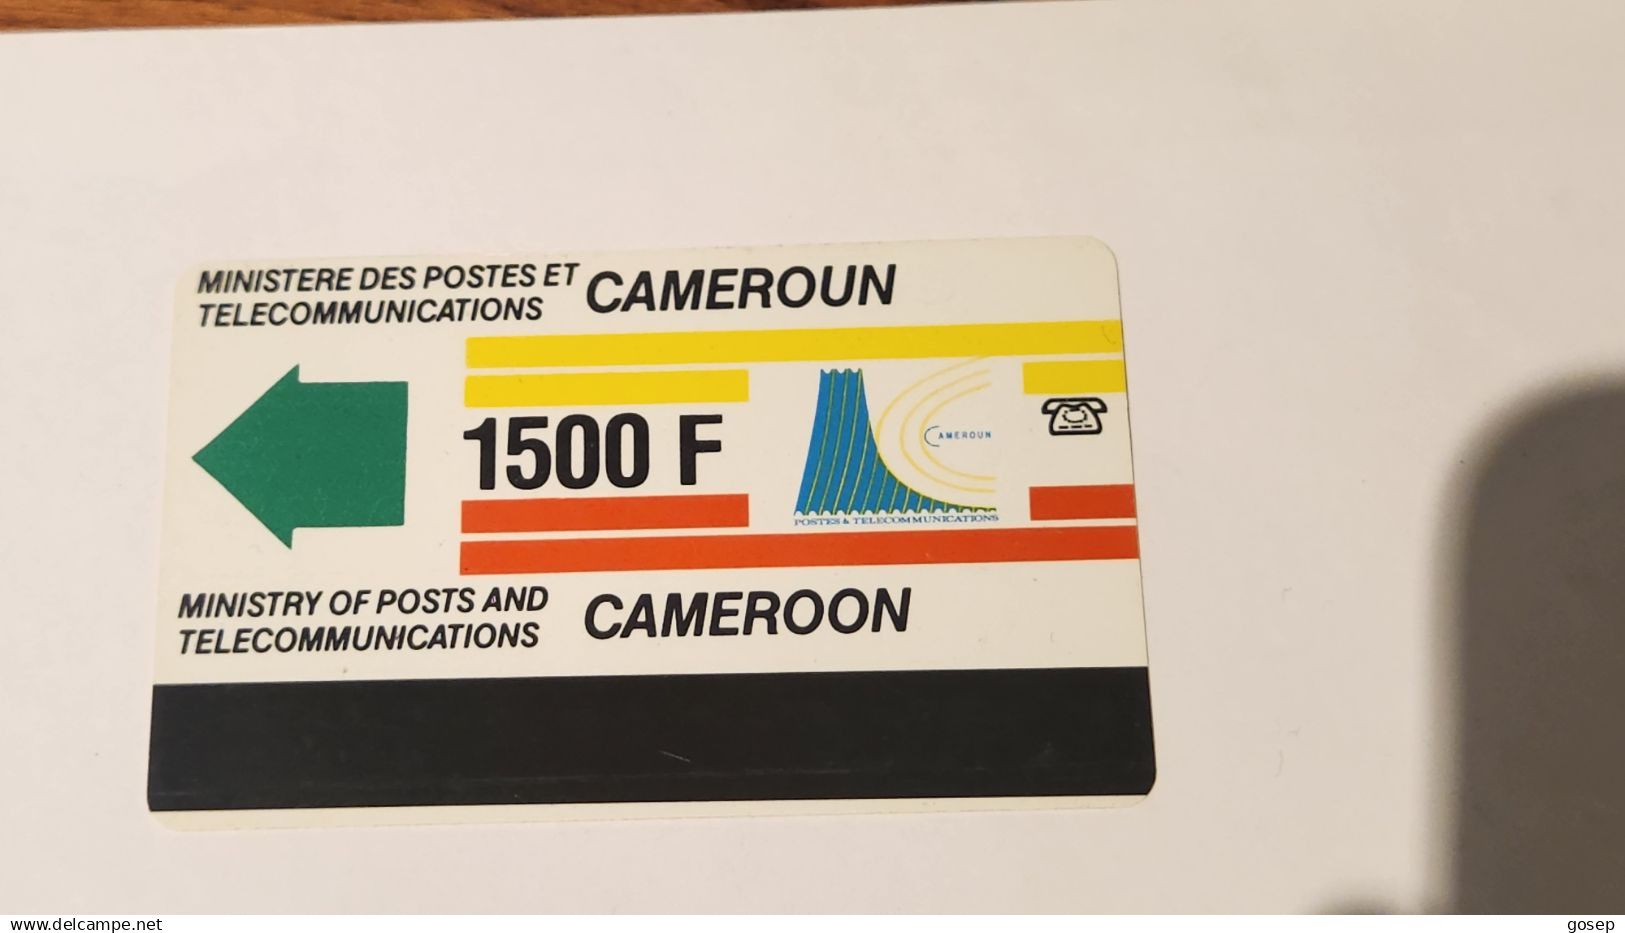 MINISTERE DES POSTES ET
TELECOMMUNICATIONS
CAMEROUN
1500 F
CAMEROUN
POSTES & TELECOMMUNICATIONS
MINISTRY OF POSTS AND
TELECOMMUNICATIONS
CAMEROON
www.delcampe.net
gosep